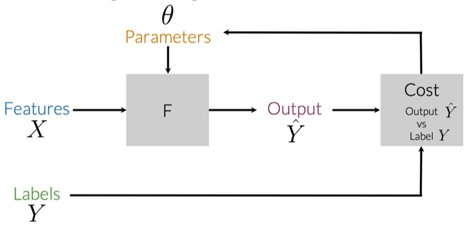 θ
Parameters
Features
X
F
Output
Ŷ
Cost
Output Ŷ
vs
Label Y
Labels
Y